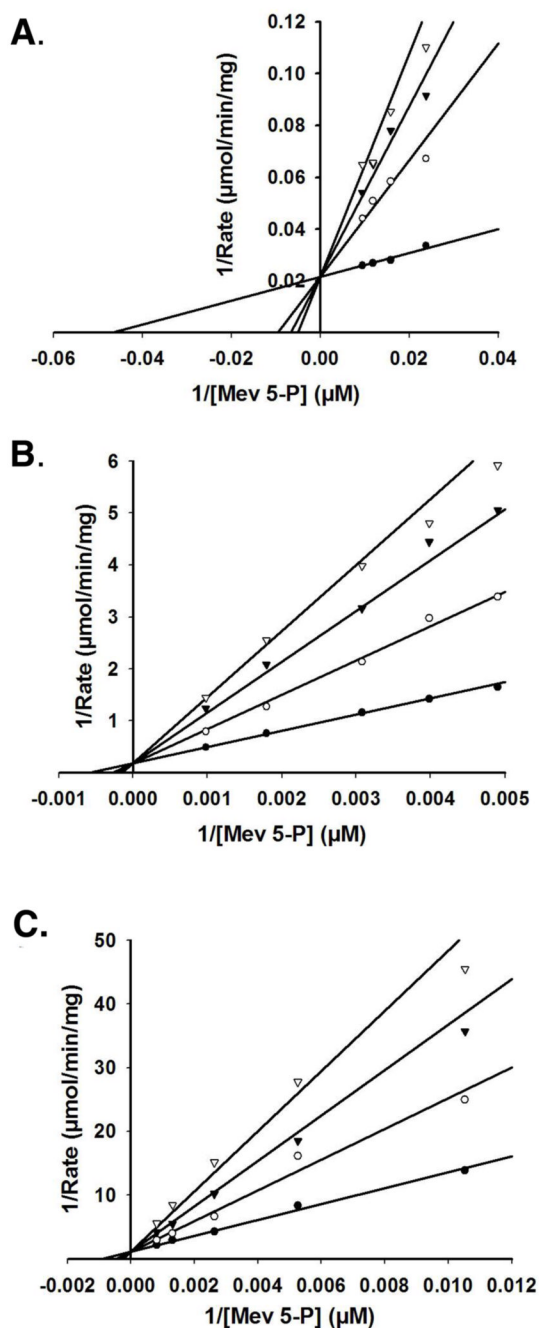 A.
0.12
0.10
0.08
0.06
0.04
0.02
1/Rate (µmol/min/mg)
-0.06 -0.04 -0.02 0.00 0.02 0.04
1/[Mev 5-P] (µM)
B.
6
5
4
3
2
1
1/Rate (µmol/min/mg)
-0.001 0.000 0.001 0.002 0.003 0.004 0.005
1/[Mev 5-P] (µM)
C.
50
40
30
20
10
1/Rate (µmol/min/mg)
-0.002 0.000 0.002 0.004 0.006 0.008 0.010 0.012
1/[Mev 5-P] (µM)